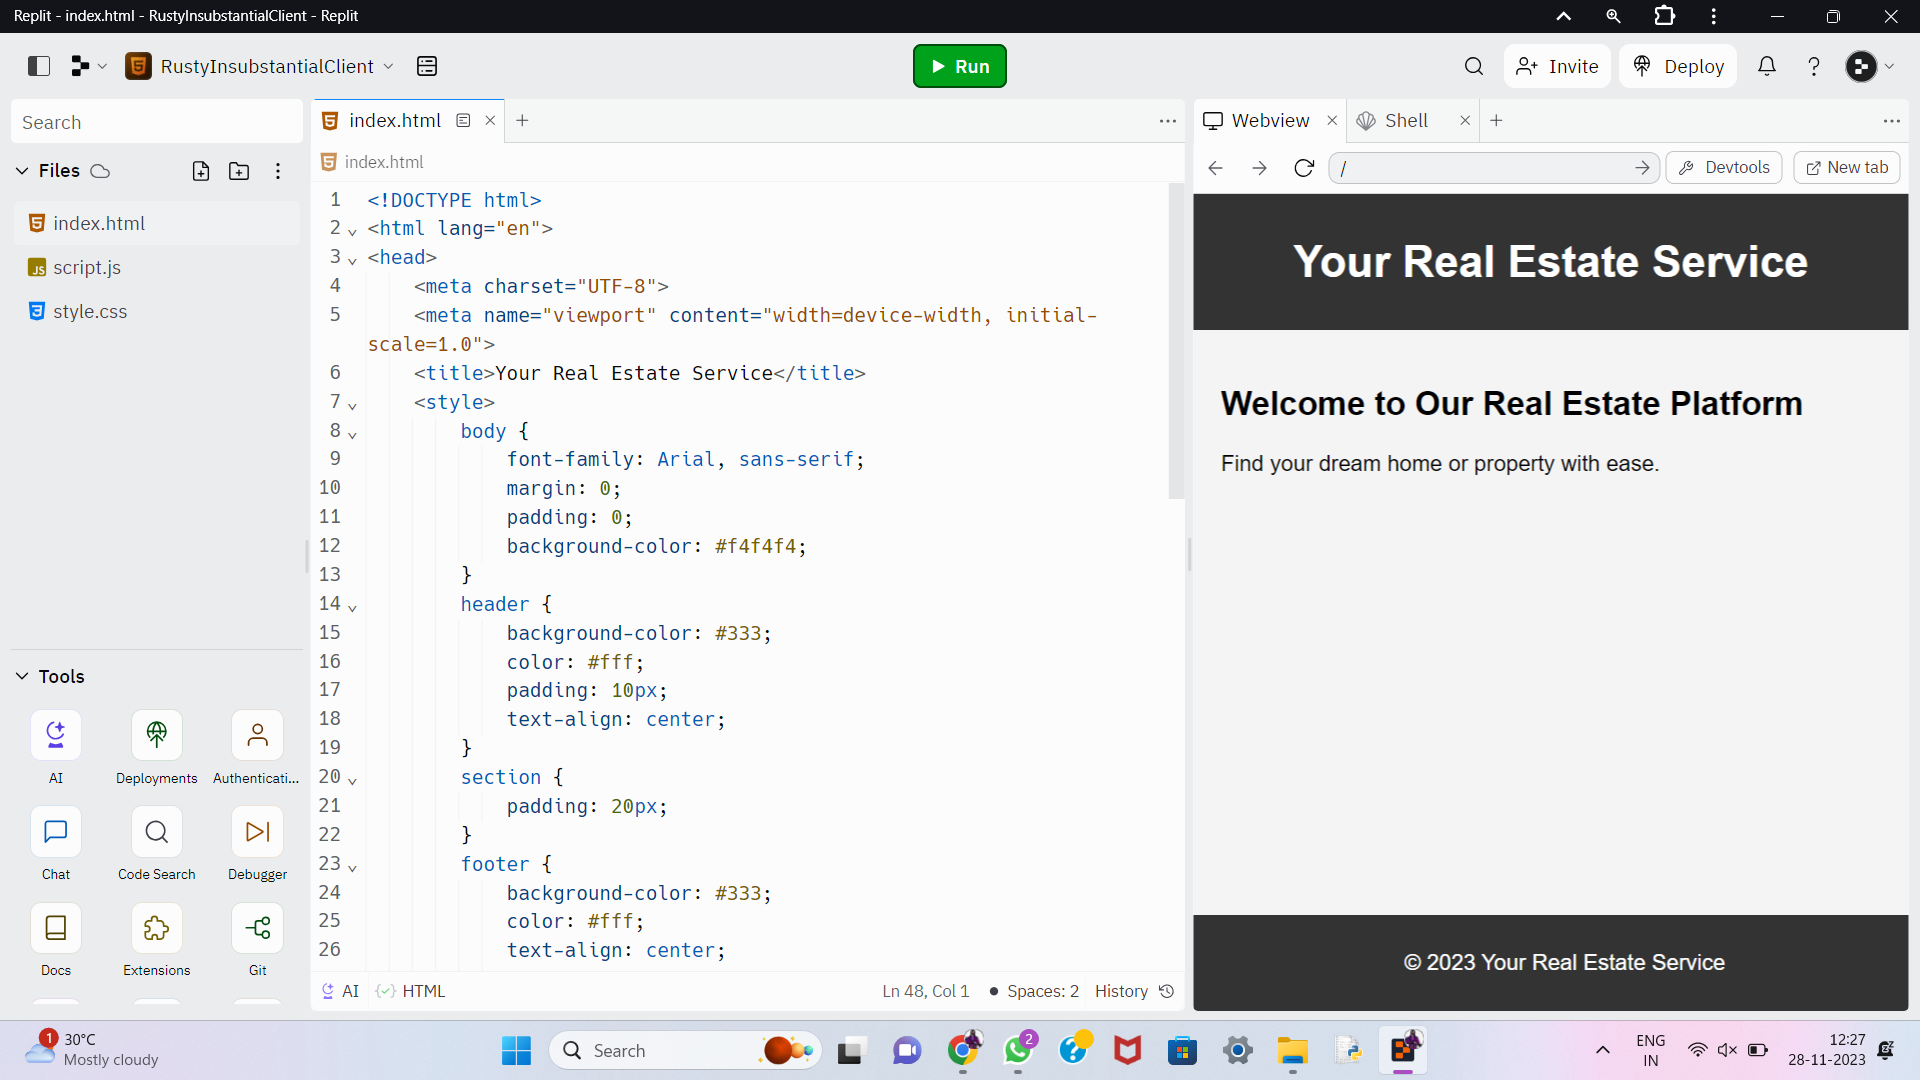 Replit - index.html - RustyInsubstantialClient - Replit
RustyInsubstantialClient
Run
Invite
Deploy
Search
Files
index.html
script.js
style.css
Tools
AI
Deployments
Authenticati...
Chat
Code Search
Debugger
Docs
Extensions
Git
index.html
index.html
1 <!DOCTYPE html>
2 <html lang="en">
3 <head>
4 <meta charset="UTF-8">
5 <meta name="viewport" content="width=device-width, initial-
scale=1.0">
6 <title>Your Real Estate Service</title>
7 <style>
8 body {
9 font-family: Arial, sans-serif;
10 margin: 0;
11 padding: 0;
12 background-color: #f4f4f4;
13 }
14 header {
15 background-color: #333;
16 color: #fff;
17 padding: 10px;
18 text-align: center;
19 }
20 section {
21 padding: 20px;
22 }
23 footer {
24 background-color: #333;
25 color: #fff;
26 text-align: center;
AI
HTML
Ln 48, Col 1
Spaces: 2
History
Webview
Shell
/
Devtools
New tab
Your Real Estate Service
Welcome to Our Real Estate Platform
Find your dream home or property with ease.
© 2023 Your Real Estate Service
1
30°C
Mostly cloudy
Search
2
ENG
IN
12:27
28-11-2023